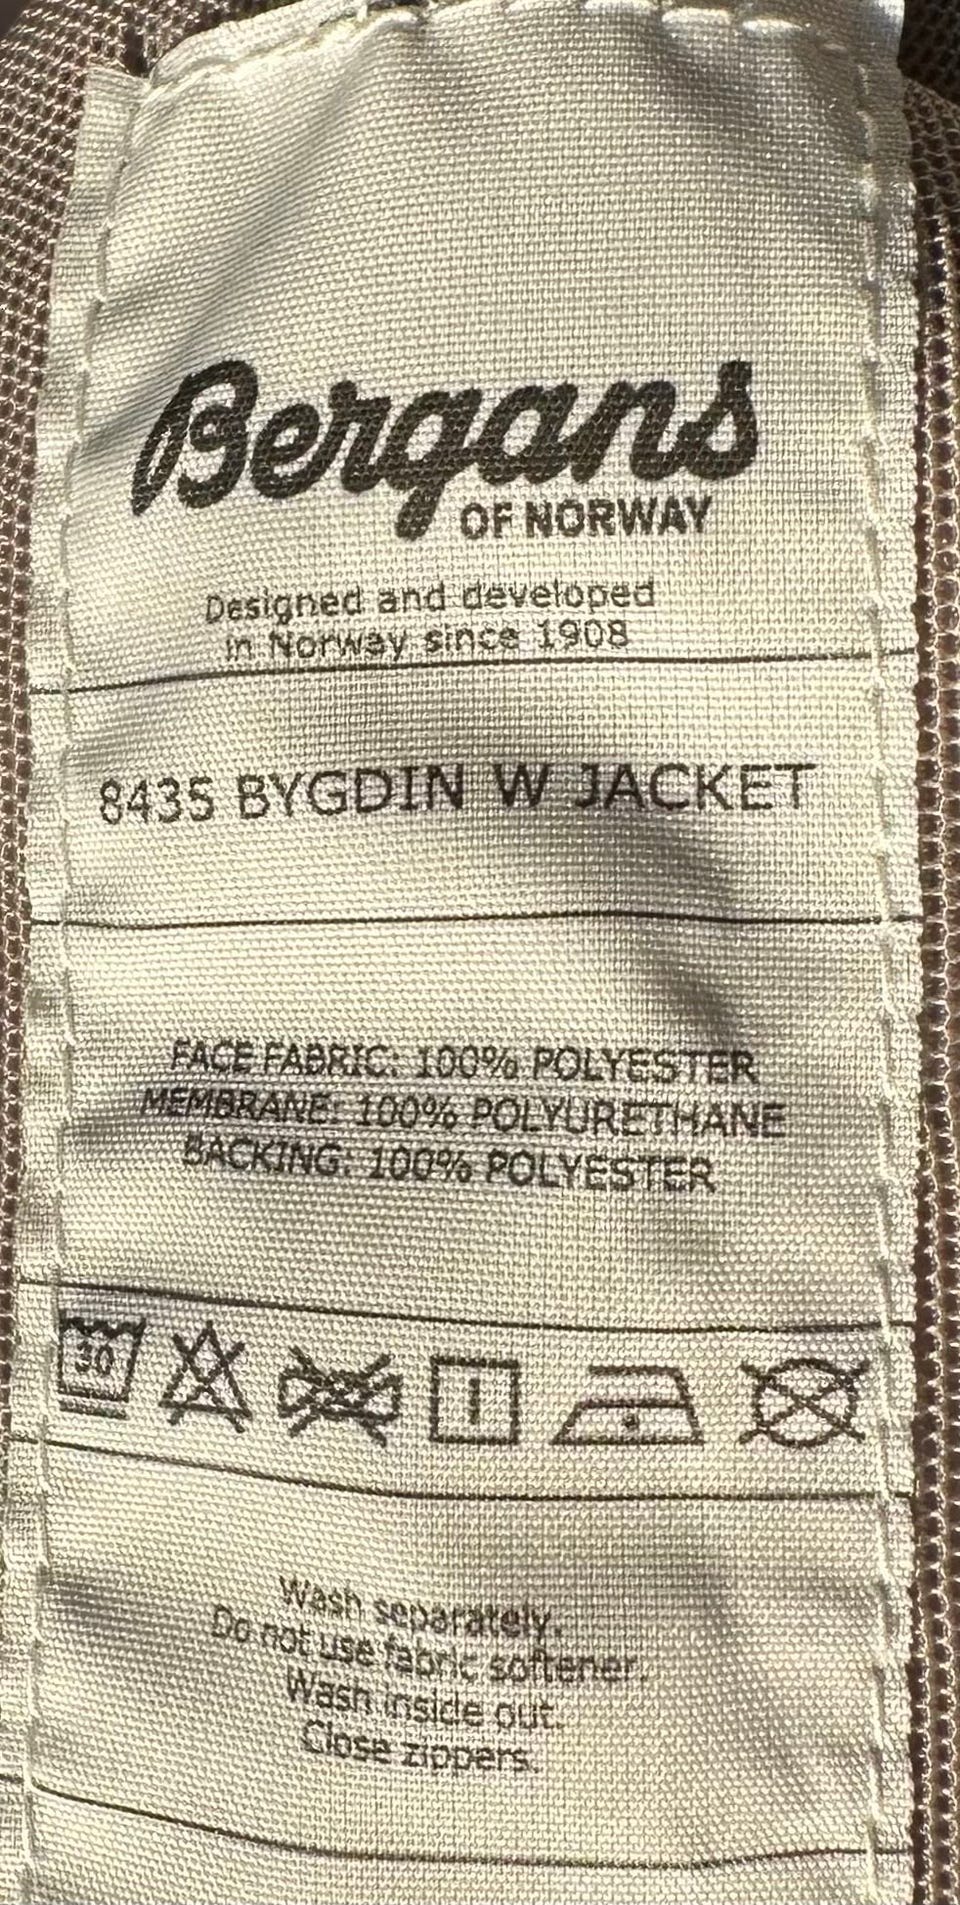 Bergans
OF NORWAY
Designed and developed
in Norway since 1908
8435 BYGDIN W JACKET
FACE FABRIC: 100% POLYESTER
MEMBRANE: 100% POLYURETHANE
BACKING: 100% POLYESTER
30
Wash separately.
Do not use fabric softener.
Wash inside out.
Close zippers.